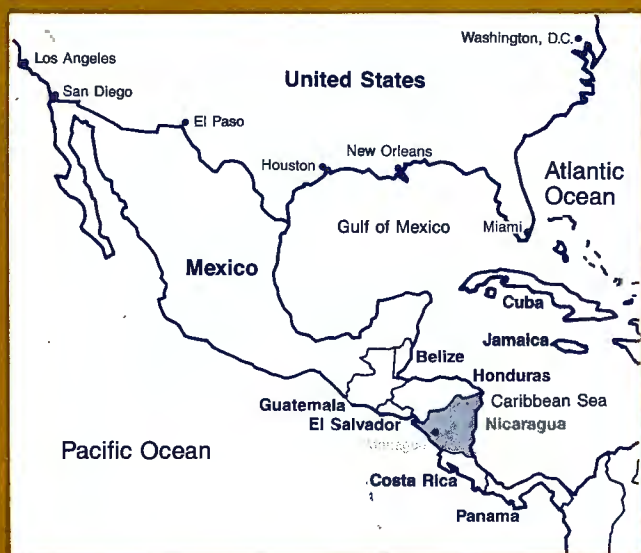 Washington, D.C.
Los Angeles
United States
San Diego
El Paso
New Orleans
Houston
Atlantic
Ocean
Gulf of Mexico
Miami
Mexico
Cuba
Jamaica
Belize
Honduras
Guatemala
Caribbean Sea
El Salvador
Nicaragua
Managua
Pacific Ocean
Costa Rica
Panama